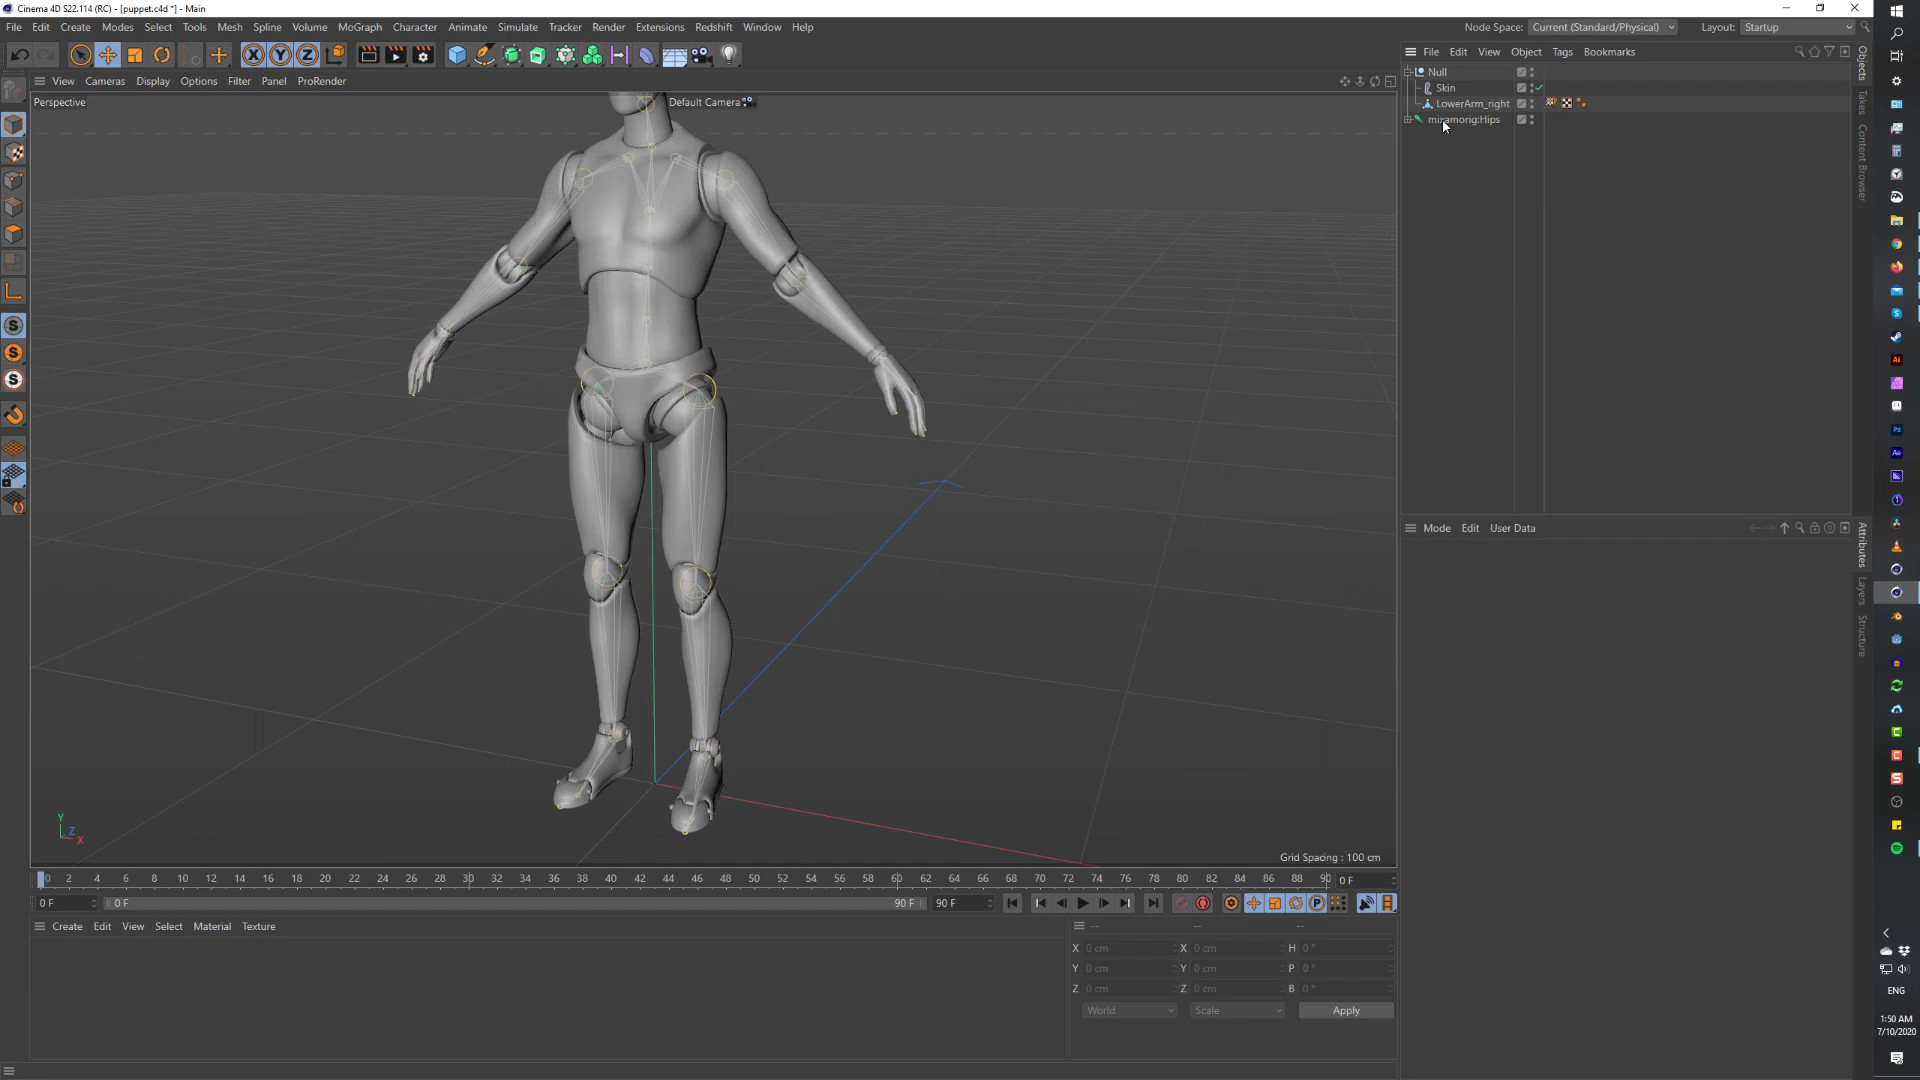 Cinema 4D S22.114 (RC) - [puppet.c4d *] - Main
File Edit Create Modes Select Tools Mesh Spline Volume MoGraph Character Animate Simulate Tracker Render Extensions Redshift Window Help
Node Space: Current (Standard/Physical) Layout: Startup
File Edit View Object Tags Bookmarks
View Cameras Display Options Filter Panel ProRender
Perspective
Default Camera
Null
Skin
LowerArm_right
mixamorig:Hips
Objects
Takes
Content Browser
Mode Edit User Data
Attributes
Layers
Structure
Y
Z
X
Grid Spacing : 100 cm
0 2 4 6 8 10 12 14 16 18 20 22 24 26 28 30 32 34 36 38 40 42 44 46 48 50 52 54 56 58 60 62 64 66 68 70 72 74 76 78 80 82 84 86 88 90 0 F
0 F 0 F 90 F 90 F
Create Edit View Select Material Texture
-- -- --
X 0 cm X 0 cm H 0 °
Y 0 cm Y 0 cm P 0 °
Z 0 cm Z 0 cm B 0 °
World Scale Apply
ENG
1:50 AM
7/10/2020